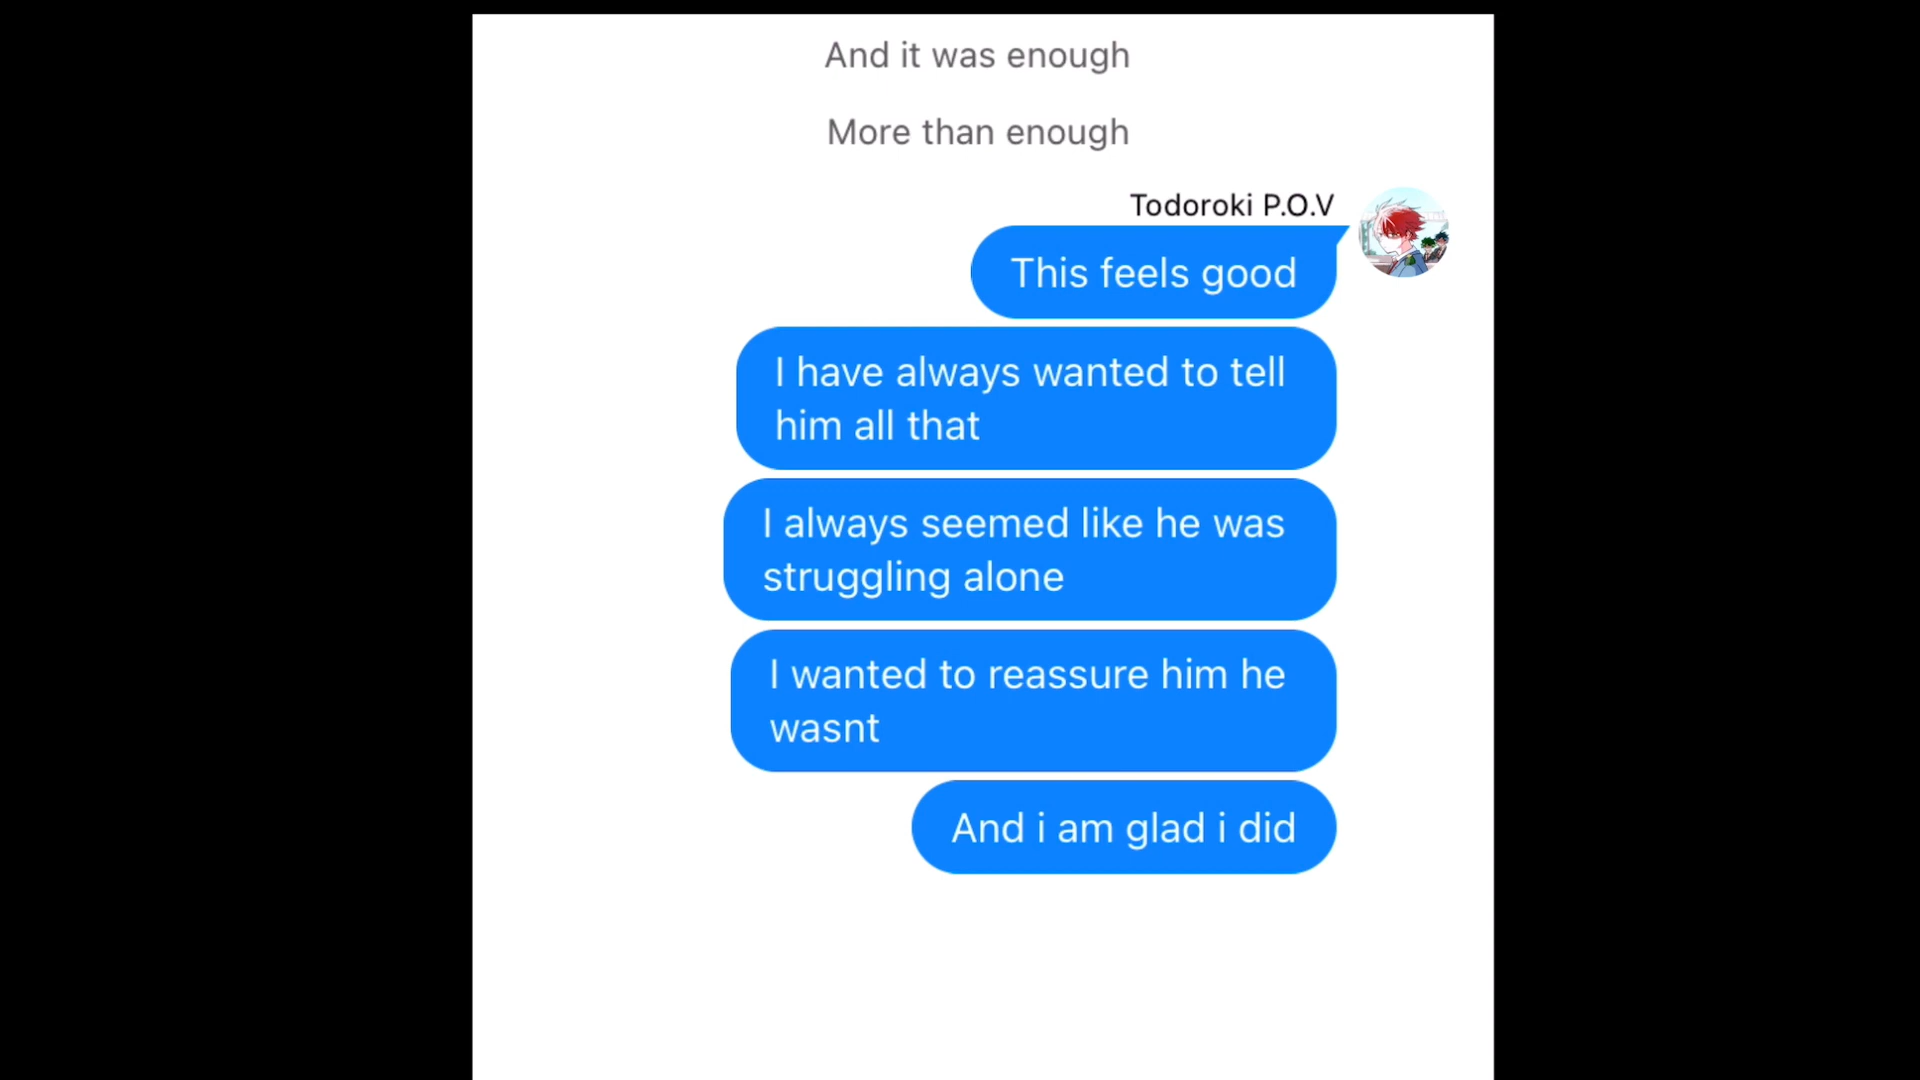 And it was enough
More than enough
Todoroki P.O.V
This feels good
I have always wanted to tell
him all that
I always seemed like he was
struggling alone
I wanted to reassure him he
wasnt
And i am glad i did